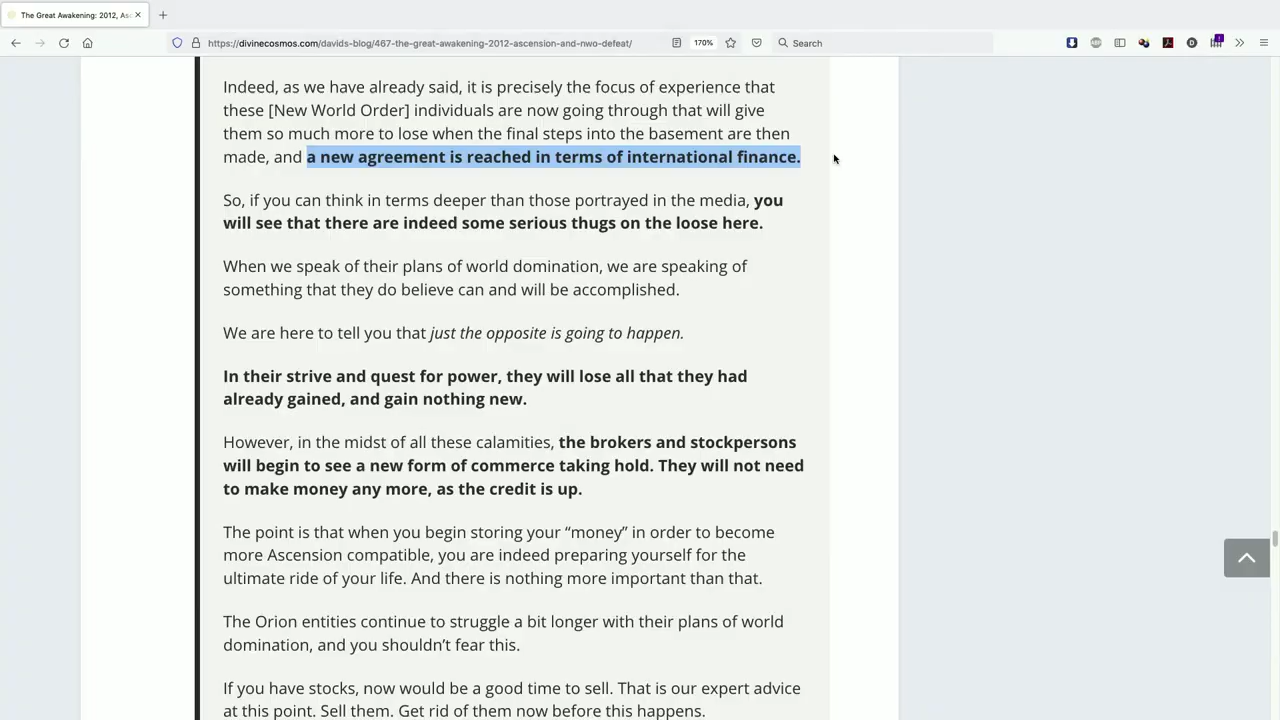 The Great Awakening: 2012, As
https://divinecosmos.com/davids-blog/467-the-great-awakening-2012-ascension-and-nwo-defeat/
170%
Search
Indeed, as we have already said, it is precisely the focus of experience that
these [New World Order] individuals are now going through that will give
them so much more to lose when the final steps into the basement are then
made, and a new agreement is reached in terms of international finance.
So, if you can think in terms deeper than those portrayed in the media, you
will see that there are indeed some serious thugs on the loose here.
When we speak of their plans of world domination, we are speaking of
something that they do believe can and will be accomplished.
We are here to tell you that just the opposite is going to happen.
In their strive and quest for power, they will lose all that they had
already gained, and gain nothing new.
However, in the midst of all these calamities, the brokers and stockpersons
will begin to see a new form of commerce taking hold. They will not need
to make money any more, as the credit is up.
The point is that when you begin storing your “money” in order to become
more Ascension compatible, you are indeed preparing yourself for the
ultimate ride of your life. And there is nothing more important than that.
The Orion entities continue to struggle a bit longer with their plans of world
domination, and you shouldn’t fear this.
If you have stocks, now would be a good time to sell. That is our expert advice
at this point. Sell them. Get rid of them now before this happens.